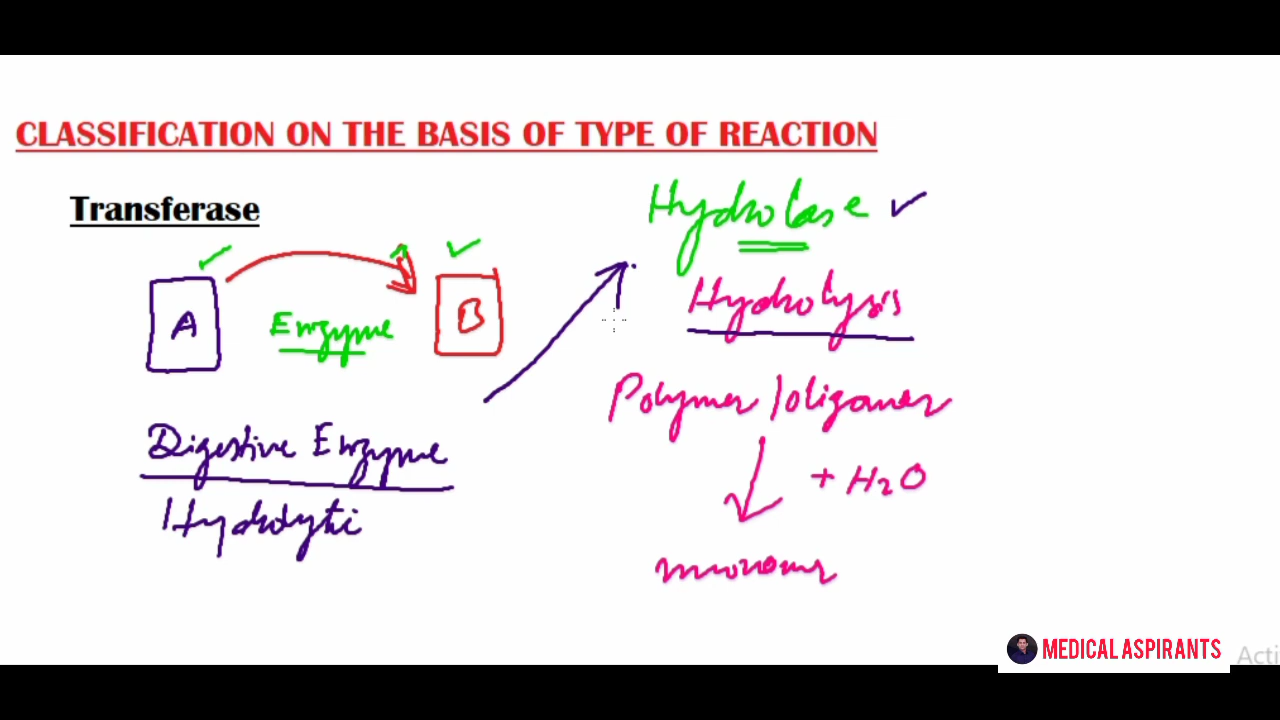 CLASSIFICATION ON THE BASIS OF TYPE OF REACTION
Transferase
A
Enzyme
B
Digestive Enzyme
Hydrolytic
Hydrolase
Hydrolysis
Polymer/oligomer
+ H2O
monomer
MEDICAL ASPIRANTS
Acti